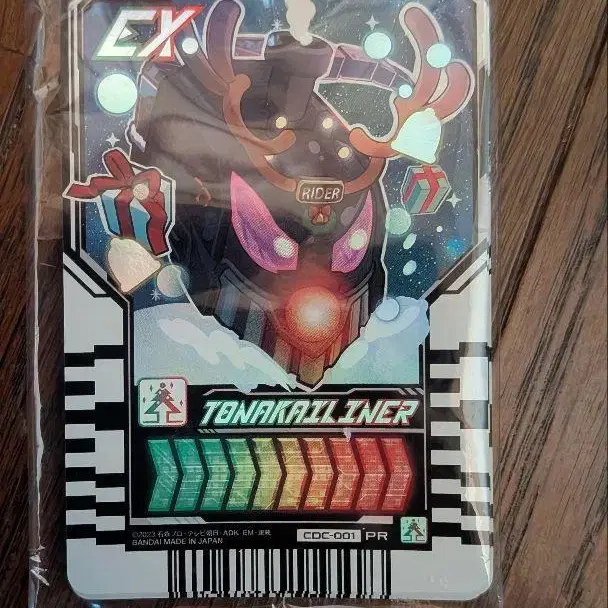 EX
RIDER
TONAKAILINER
©2023 石森プロ・テレビ朝日・ADK EM・東映
BANDAI MADE IN JAPAN
CDC-001 PR